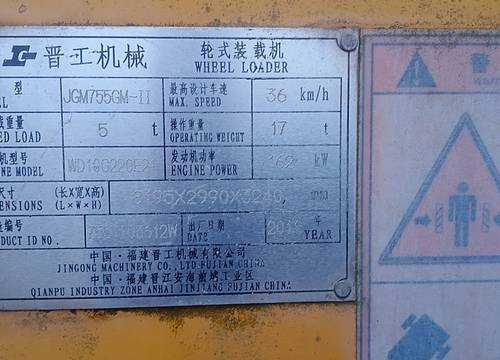 晋工机械 轮式装载机
WHEEL LOADER
型 JGM755GM-II 最高设计车速 36 km/h
MAX. SPEED
载重量 5 t 操作重量 17 t
ED LOAD OPERATING WEIGHT
机型号 发动机功率 162 kW
NE MODEL ENGINE POWER
尺寸 (长X宽X高)
ENSIONS (L×W×H)
编号 出厂日期 年
DUCT ID NO. DATE YEAR
中国·福建晋工机械有限公司
JINGONG MACHINERY CO.,LTD FUJIAN CHINA
中国·福建晋江安海前埔工业区
QIANPU INDUSTRY ZONE ANHAI JINJIANG FUJIAN CHINA